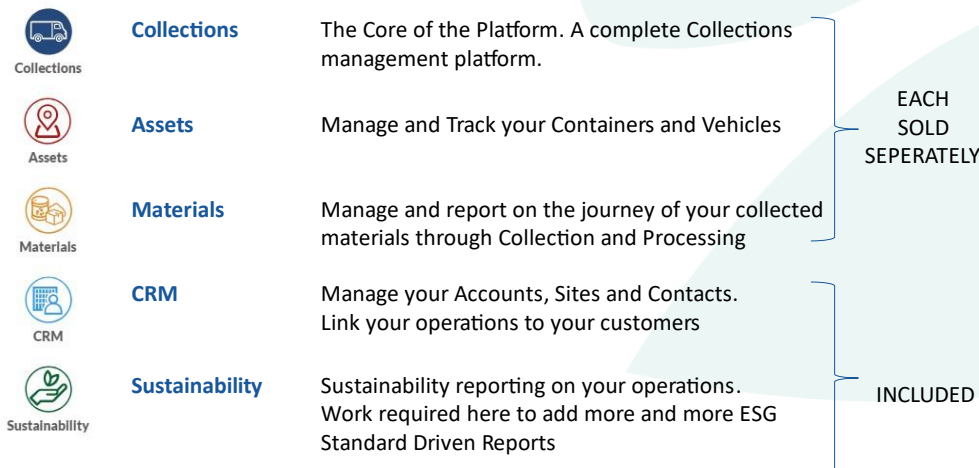 Collections
Collections
The Core of the Platform. A complete Collections
management platform.
Assets
Assets
Manage and Track your Containers and Vehicles
EACH
SOLD
SEPERATELY
Materials
Materials
Manage and report on the journey of your collected
materials through Collection and Processing
CRM
CRM
Manage your Accounts, Sites and Contacts.
Link your operations to your customers
Sustainability
Sustainability
Sustainability reporting on your operations.
Work required here to add more and more ESG
Standard Driven Reports
INCLUDED